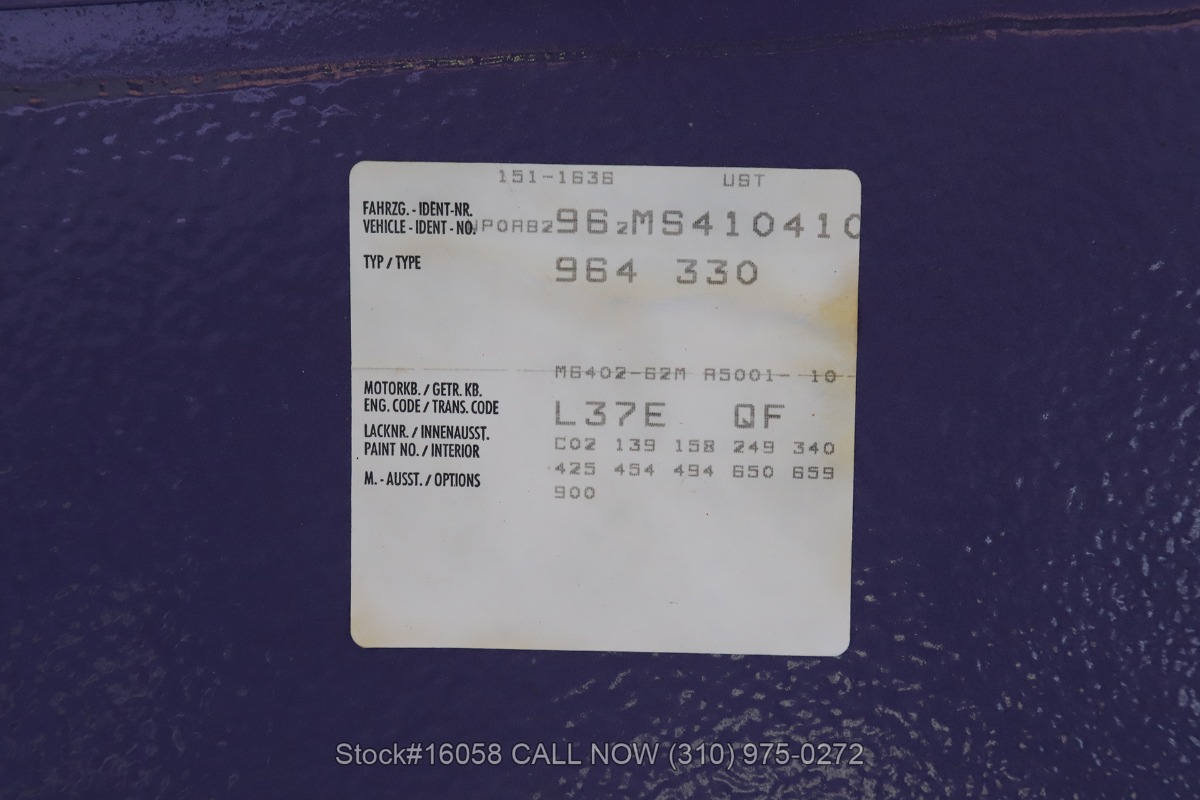 151-1636 UST
FAHRZG. - IDENT-NR.
VEHICLE - IDENT - NO. WP0AB2962MS410410
TYP / TYPE 964 330
M6402-62M A5001- 10
MOTORKB. / GETR. KB.
ENG. CODE / TRANS. CODE L37E QF
LACKNR. / INNENAUSST.
PAINT NO. / INTERIOR C02 139 158 249 340
M. - AUSST. / OPTIONS 425 454 494 650 659
900
Stock#16058 CALL NOW (310) 975-0272